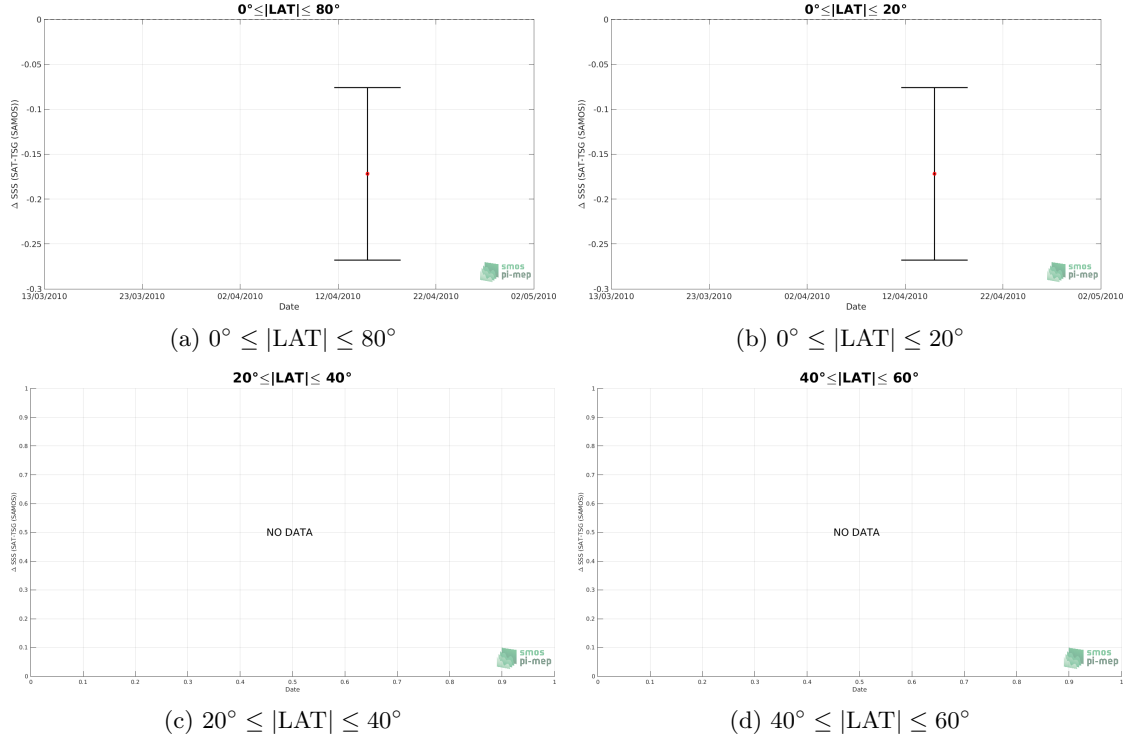 0°≤|LAT|≤ 80°
0
-0.05
-0.1
-0.15
-0.2
-0.25
-0.3
Δ SSS (SAT-TSG (SAMOS))
13/03/2010 23/03/2010 02/04/2010 12/04/2010 22/04/2010 02/05/2010
Date
smos
pi-mep
(a) 0° ≤ |LAT| ≤ 80°
0°≤|LAT|≤ 20°
0
-0.05
-0.1
-0.15
-0.2
-0.25
-0.3
Δ SSS (SAT-TSG (SAMOS))
13/03/2010 23/03/2010 02/04/2010 12/04/2010 22/04/2010 02/05/2010
Date
smos
pi-mep
(b) 0° ≤ |LAT| ≤ 20°
20°≤|LAT|≤ 40°
1
0.9
0.8
0.7
0.6
0.5
0.4
0.3
0.2
0.1
0
Δ SSS (SAT-TSG (SAMOS))
NO DATA
0 0.1 0.2 0.3 0.4 0.5 0.6 0.7 0.8 0.9 1
Date
smos
pi-mep
(c) 20° ≤ |LAT| ≤ 40°
40°≤|LAT|≤ 60°
1
0.9
0.8
0.7
0.6
0.5
0.4
0.3
0.2
0.1
0
Δ SSS (SAT-TSG (SAMOS))
NO DATA
0 0.1 0.2 0.3 0.4 0.5 0.6 0.7 0.8 0.9 1
Date
smos
pi-mep
(d) 40° ≤ |LAT| ≤ 60°